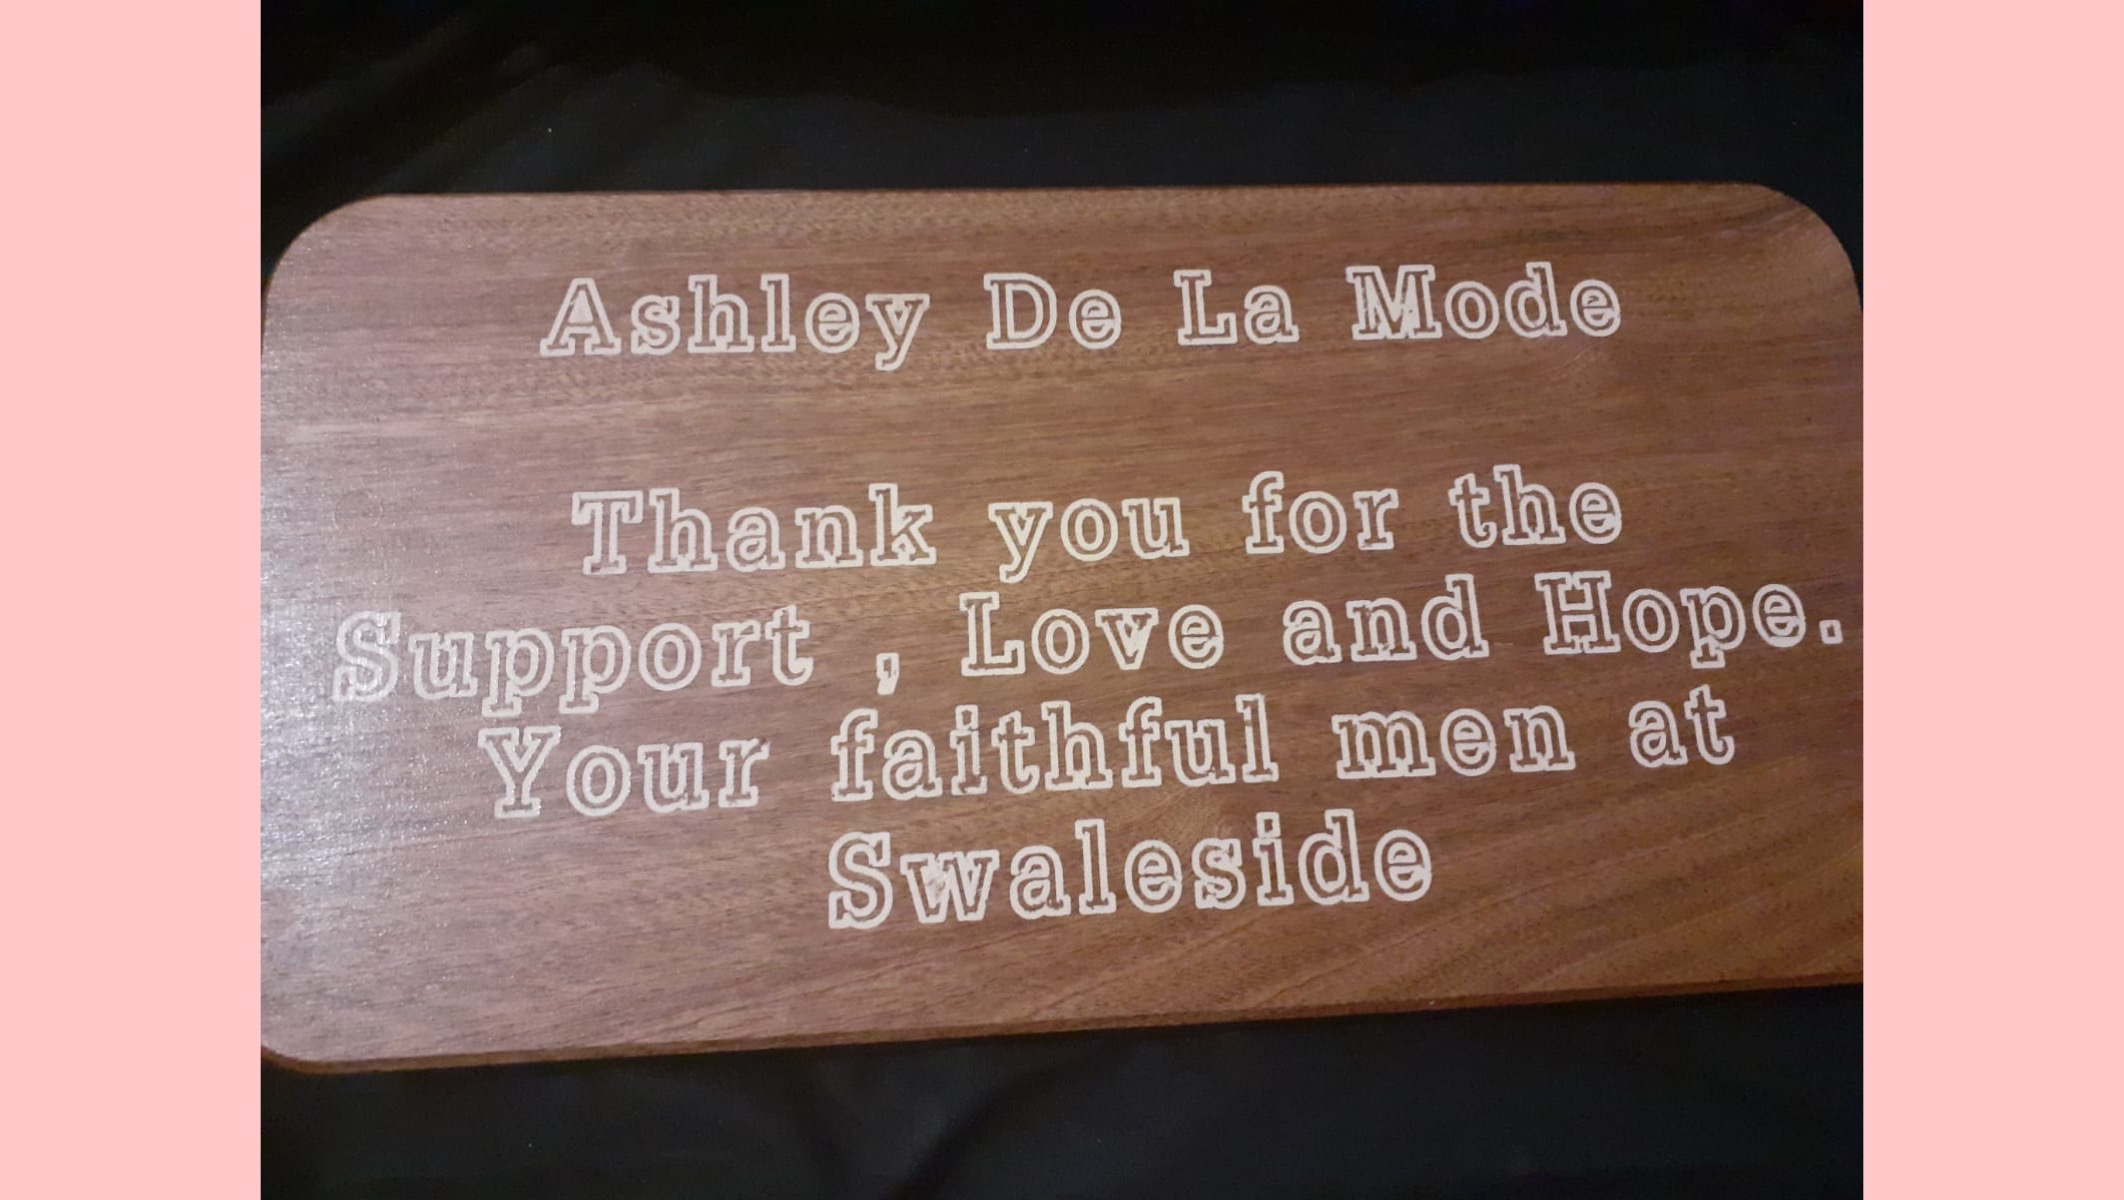 Ashley De La Mode
Thank you for the
Support , Love and Hope.
Your faithful men at
Swaleside